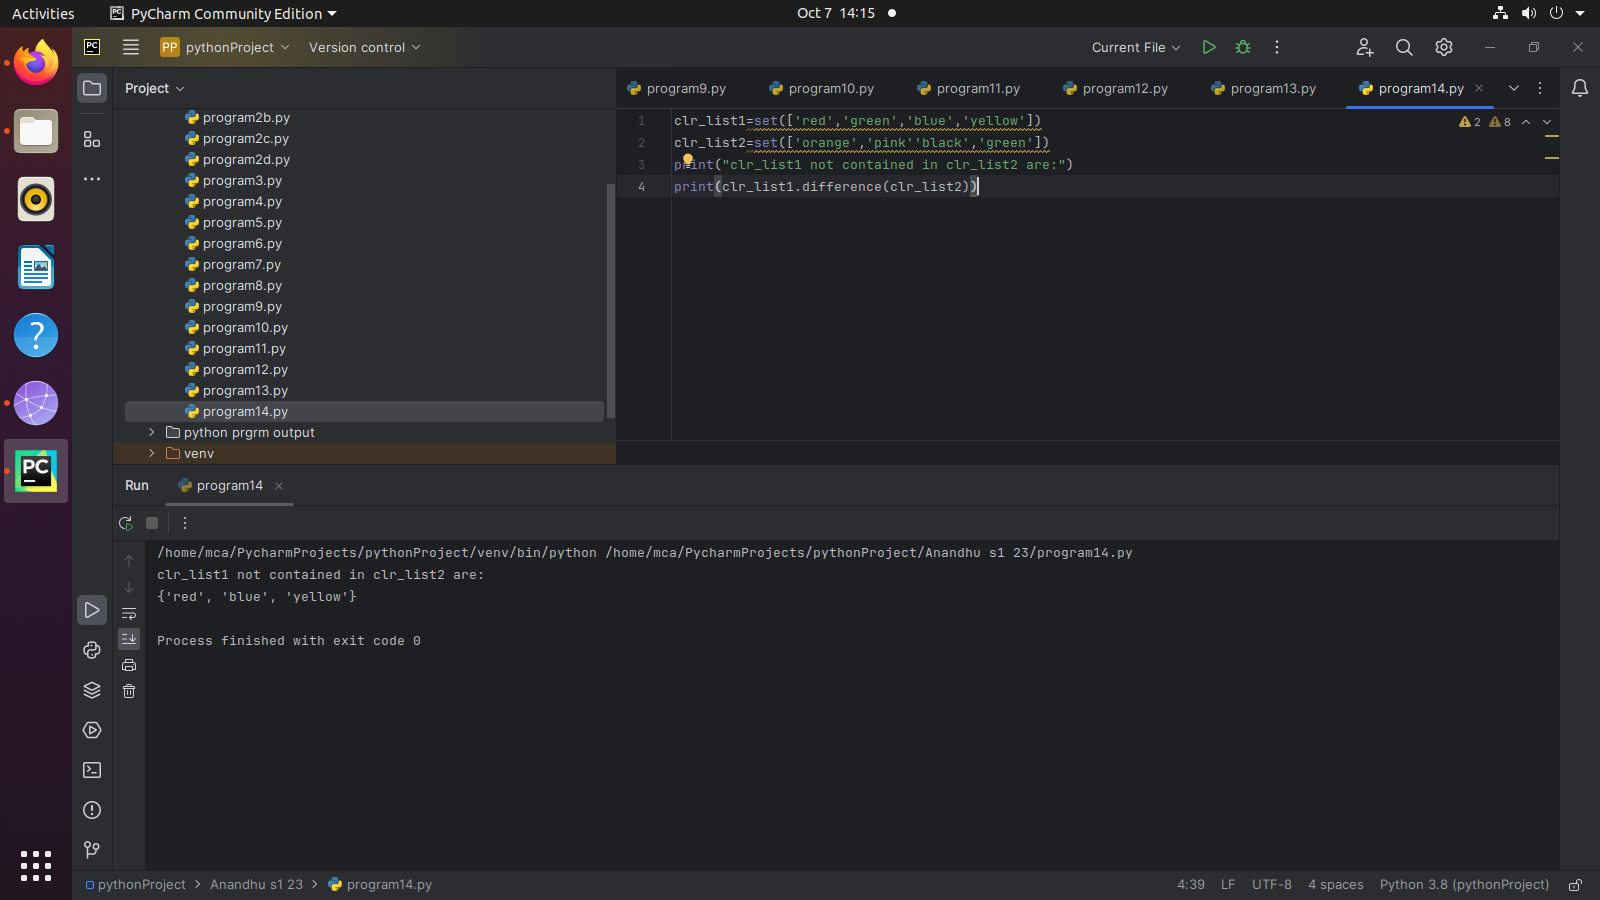 Activities PyCharm Community Edition Oct 7 14:15
PC PP pythonProject Version control Current File
Project
program9.py program10.py program11.py program12.py program13.py program14.py
program2b.py
program2c.py
program2d.py
program3.py
program4.py
program5.py
program6.py
program7.py
program8.py
program9.py
program10.py
program11.py
program12.py
program13.py
program14.py
python prgrm output
venv
1 clr_list1=set(['red','green','blue','yellow'])
2 clr_list2=set(['orange','pink''black','green'])
3 print("clr_list1 not contained in clr_list2 are:")
4 print(clr_list1.difference(clr_list2))
2 8
?
PC
Run program14
/home/mca/PycharmProjects/pythonProject/venv/bin/python /home/mca/PycharmProjects/pythonProject/Anandhu s1 23/program14.py
clr_list1 not contained in clr_list2 are:
{'red', 'blue', 'yellow'}
Process finished with exit code 0
pythonProject > Anandhu s1 23 > program14.py 4:39 LF UTF-8 4 spaces Python 3.8 (pythonProject)